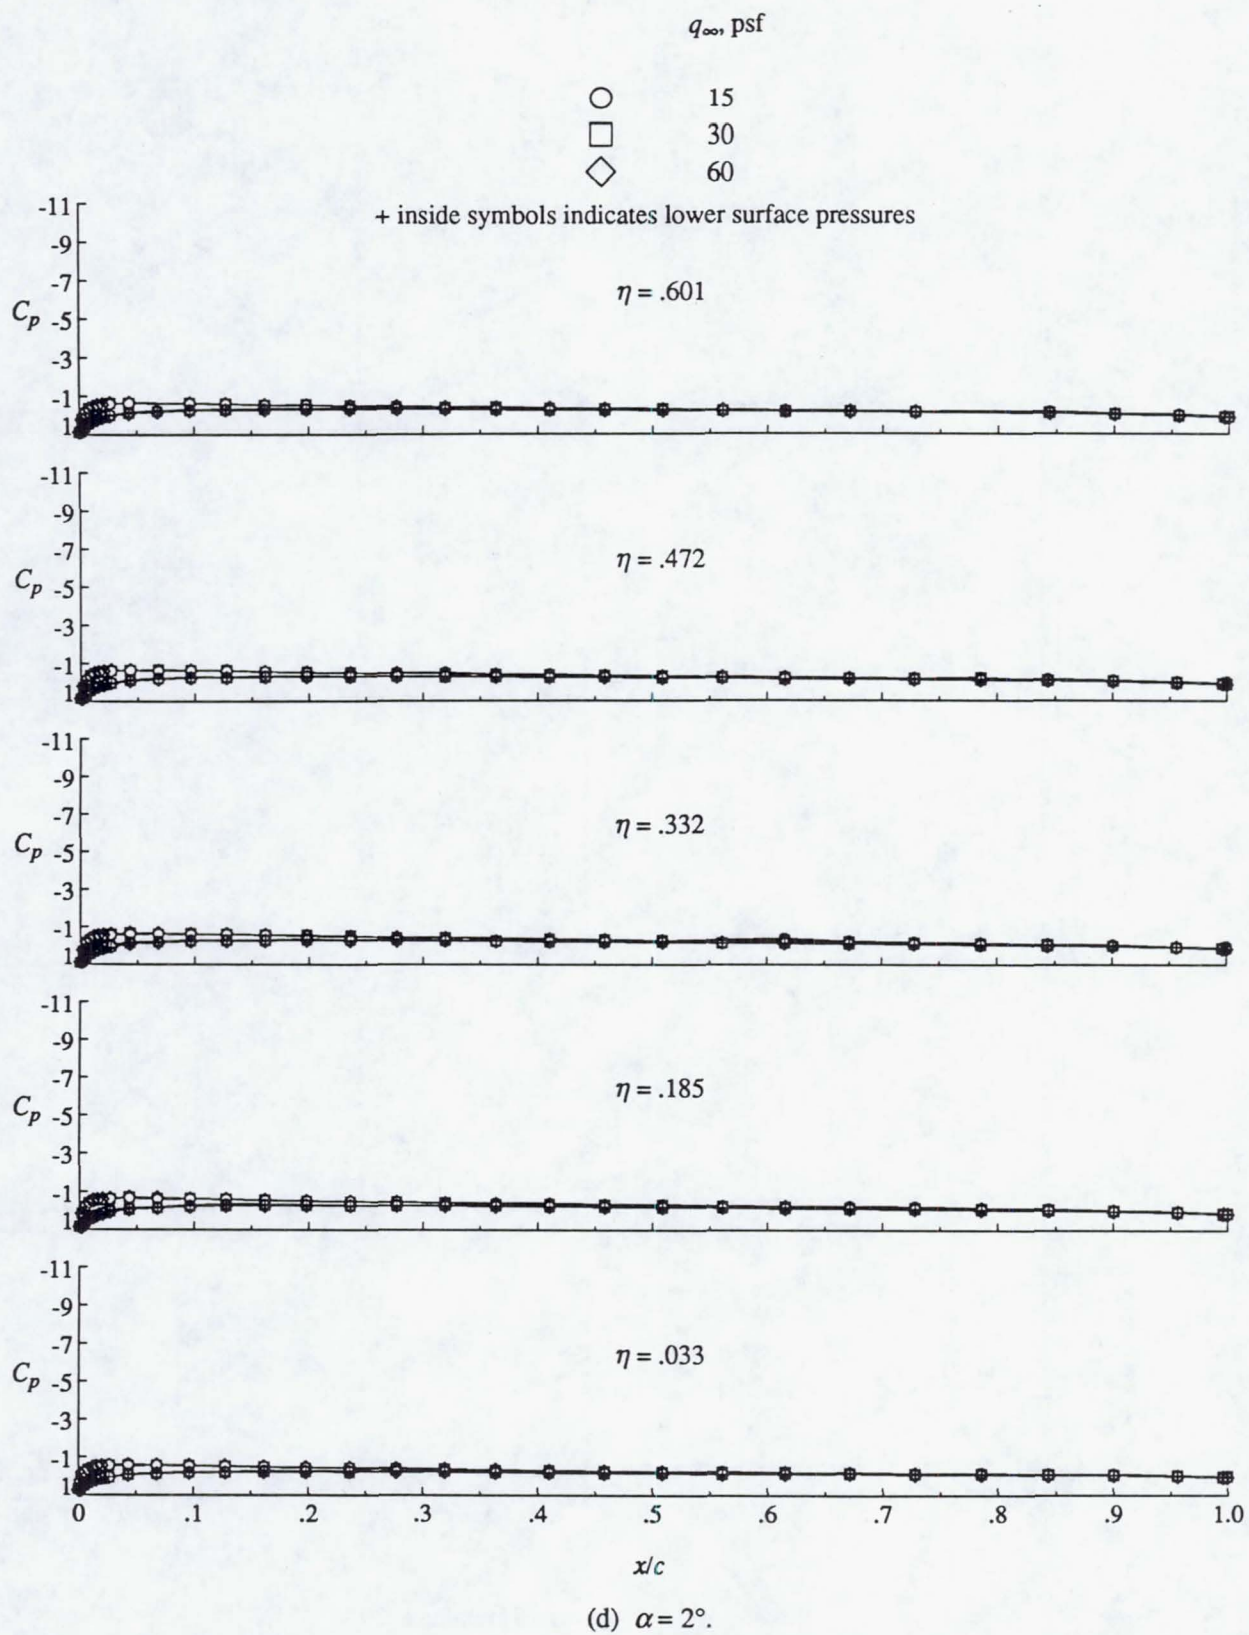 q∞, psf
15
30
60
+ inside symbols indicates lower surface pressures
-11
-9
-7
η = .601
Cp -5
-3
-1
1
-11
-9
-7
η = .472
Cp -5
-3
-1
1
-11
-9
-7
η = .332
Cp -5
-3
-1
1
-11
-9
-7
η = .185
Cp -5
-3
-1
1
-11
-9
-7
η = .033
Cp -5
-3
-1
1
0 .1 .2 .3 .4 .5 .6 .7 .8 .9 1.0
x/c
(d) α = 2°.